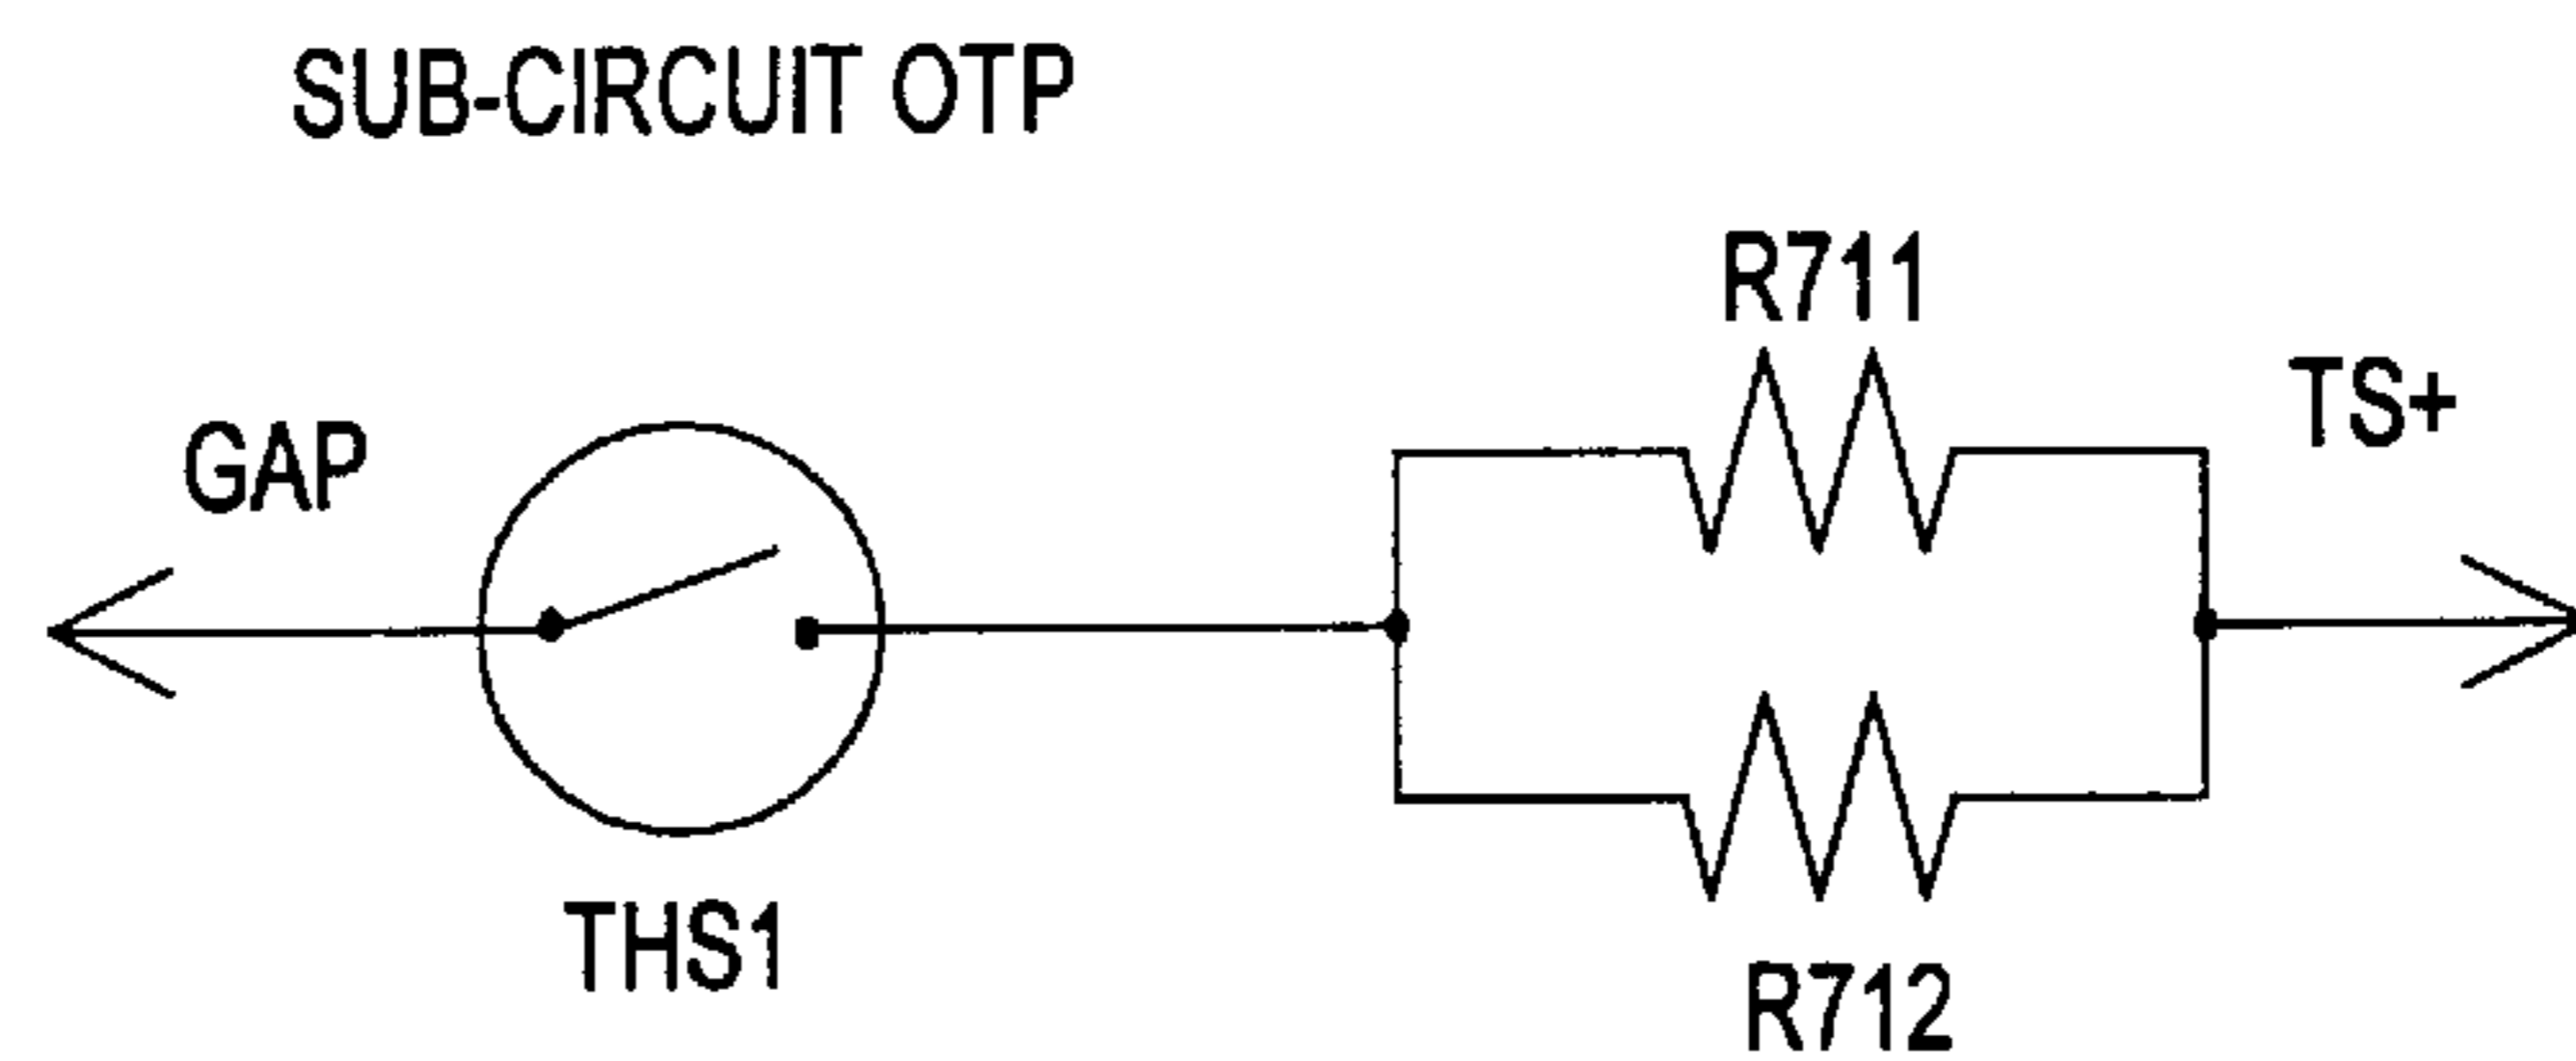 SUB-CIRCUIT OTP
R711
TS+
GAP
THS1
R712